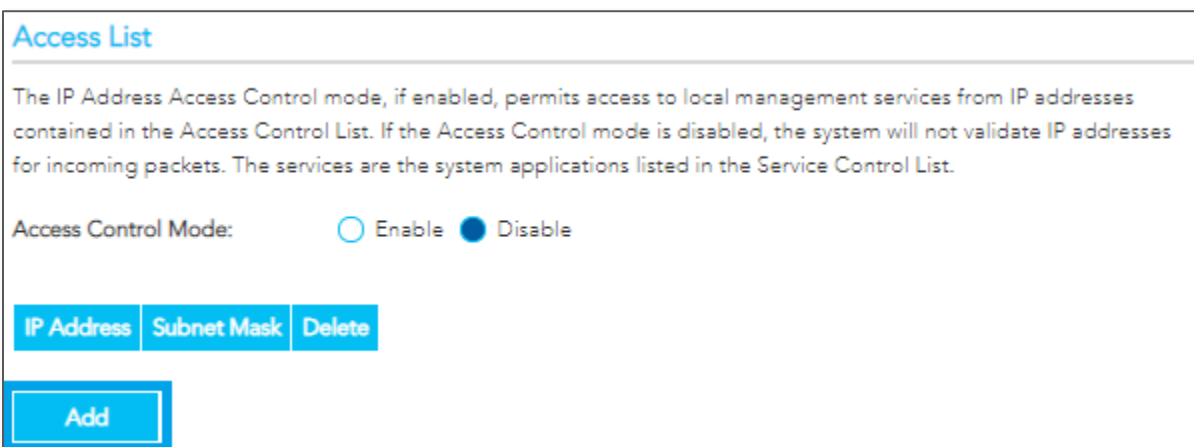 Access List
The IP Address Access Control mode, if enabled, permits access to local management services from IP addresses
contained in the Access Control List. If the Access Control mode is disabled, the system will not validate IP addresses
for incoming packets. The services are the system applications listed in the Service Control List.
Access Control Mode: Enable Disable
IP Address Subnet Mask Delete
Add